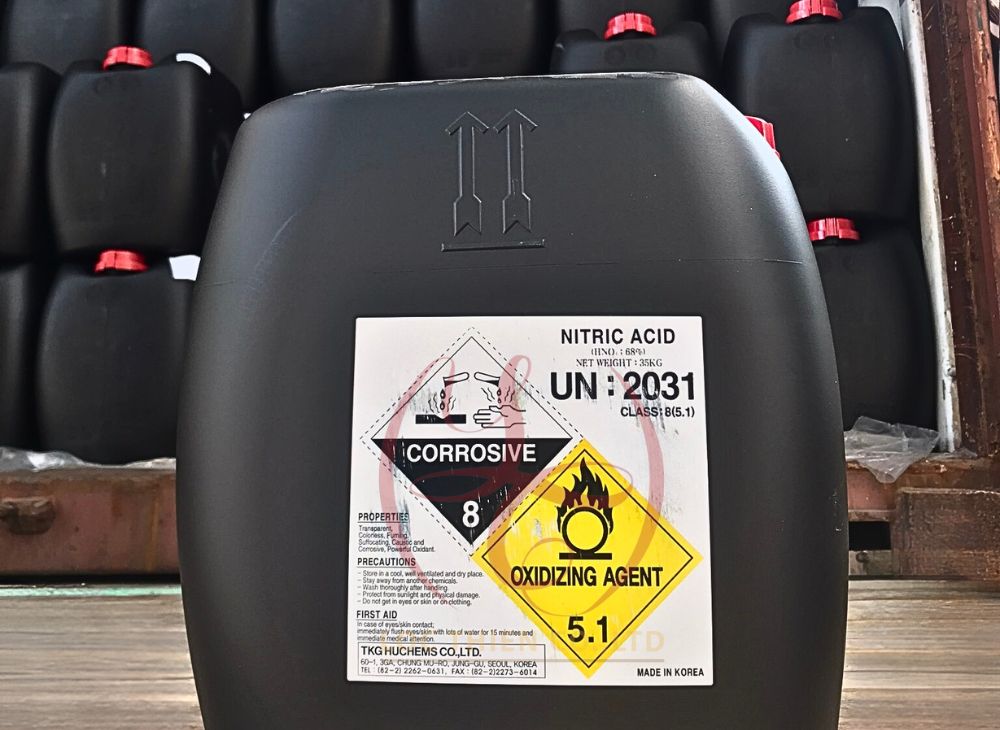 NITRIC ACID
(HNO₃ : 68%)
NET WEIGHT : 35KG
UN : 2031
CLASS: 8(5.1)
CORROSIVE
8
OXIDIZING AGENT
5.1
PROPERTIES
Transparent,
Colorless, Fuming,
Suffocating, Caustic and
Corrosive, Powerful Oxidant.
PRECAUTIONS
- Store in a cool, well ventilated and dry place.
- Stay away from another chemicals.
- Wash thoroughly after handling.
- Protect from sunlight and physical damage.
- Do not get in eyes or skin or on clothing.
FIRST AID
In case of eyes/skin contact;
immediately flush eyes/skin with lots of water for 15 minutes and
immediate medical attention.
TKG HUCHEMS CO.,LTD.
60-1, 3GA, CHUNG MU-RO, JUNG-GU, SEOUL, KOREA
TEL : (82-2) 2262-0631, FAX : (82-2)2273-6014
MADE IN KOREA
THIEN
LTD